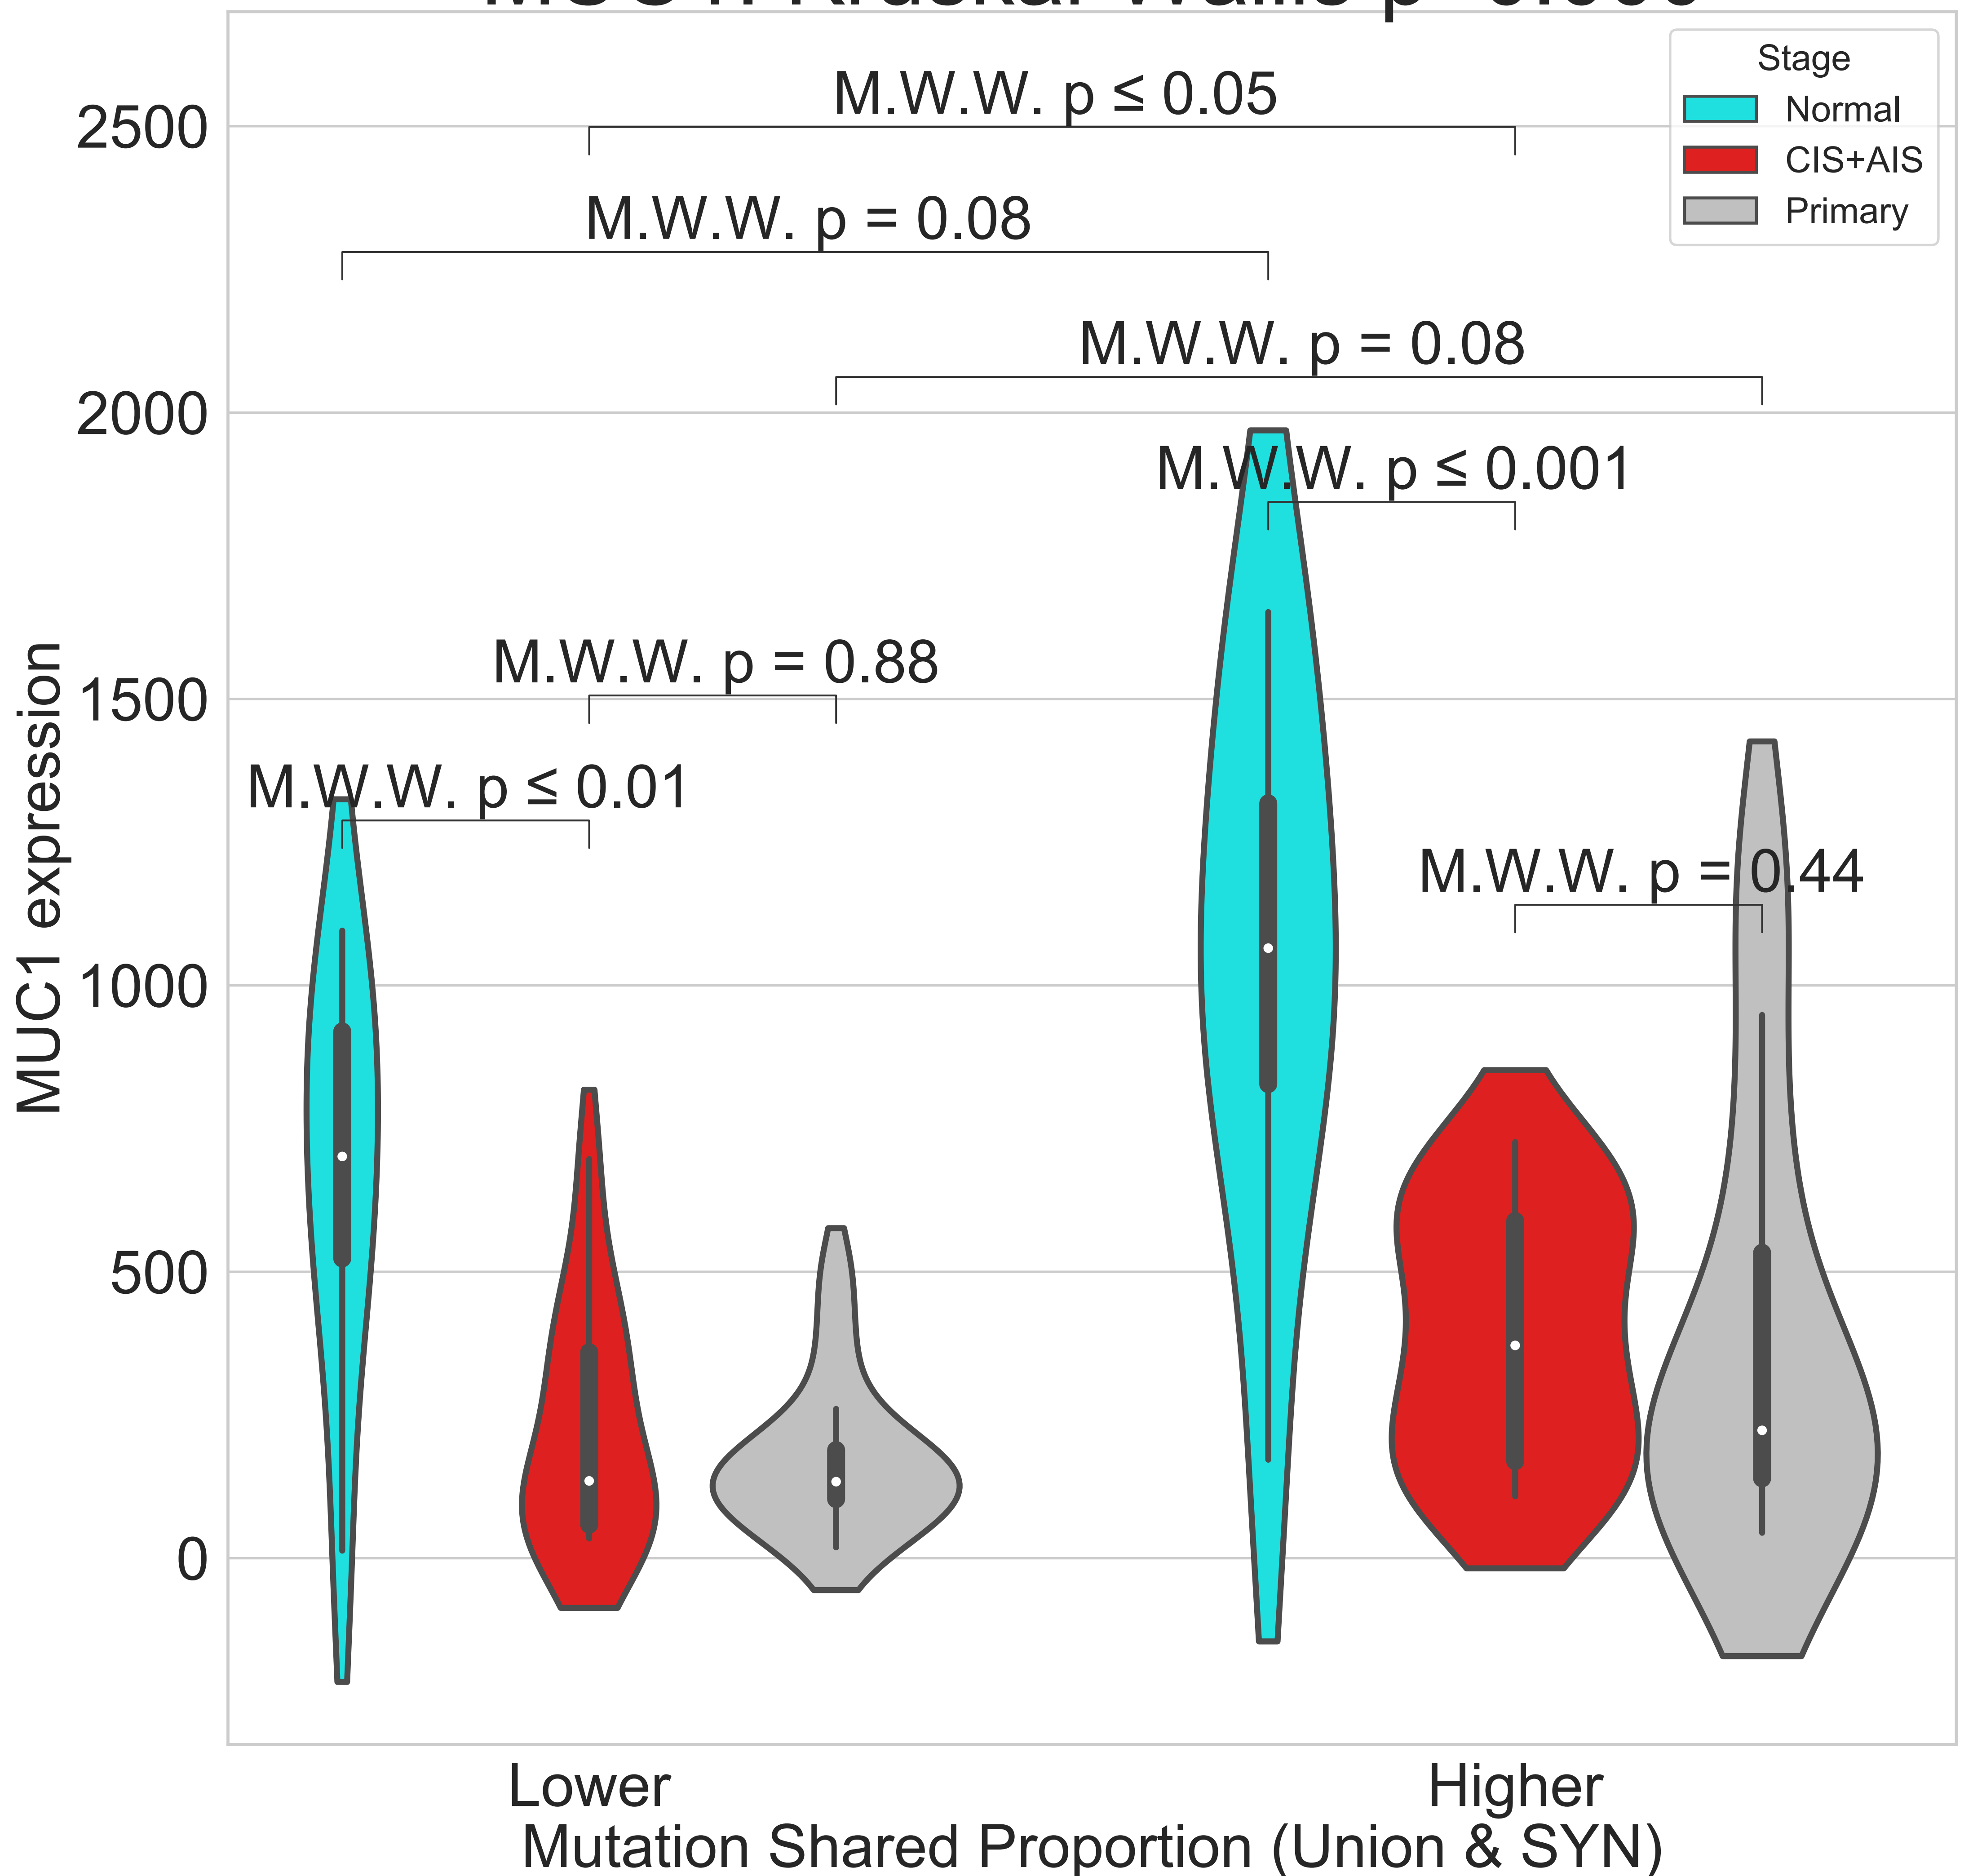 Stage
Normal
CIS+AIS
Primary
M.W.W. p ≤ 0.05
M.W.W. p = 0.08
M.W.W. p = 0.08
M.W.W. p ≤ 0.001
M.W.W. p = 0.88
M.W.W. p ≤ 0.01
M.W.W. p = 0.44
2500
2000
1500
1000
500
0
MUC1 expression
Lower
Higher
Mutation Shared Proportion (Union & SYN)